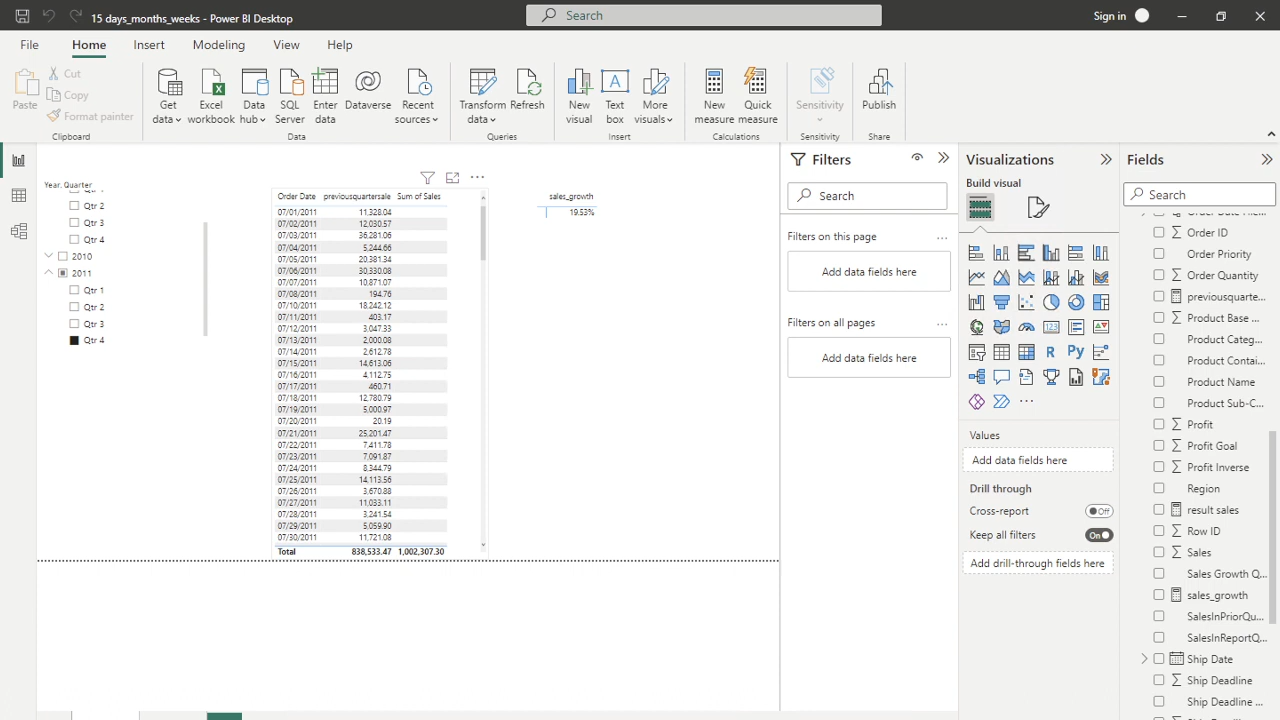 15 days_months_weeks - Power BI Desktop
Search
Sign in
File
Home
Insert
Modeling
View
Help
Paste
Cut
Copy
Format painter
Clipboard
Get data
Excel workbook
Data hub
SQL Server
Enter data
Dataverse
Recent sources
Data
Transform data
Refresh
Queries
New visual
Text box
More visuals
Insert
New measure
Quick measure
Calculations
Sensitivity
Sensitivity
Publish
Share
Year, Quarter
Qtr 1
Qtr 2
Qtr 3
Qtr 4
2010
2011
Qtr 1
Qtr 2
Qtr 3
Qtr 4
Order Date previousquartersale Sum of Sales
07/01/2011 11,328.04
07/02/2011 12,030.57
07/03/2011 36,281.06
07/04/2011 5,244.66
07/05/2011 20,381.34
07/06/2011 30,330.08
07/07/2011 10,871.07
07/08/2011 194.76
07/10/2011 18,242.12
07/11/2011 403.17
07/12/2011 3,047.33
07/13/2011 2,000.08
07/14/2011 2,612.78
07/15/2011 14,613.06
07/16/2011 4,112.75
07/17/2011 460.71
07/18/2011 12,780.79
07/19/2011 5,000.97
07/20/2011 20.19
07/21/2011 25,201.47
07/22/2011 7,411.78
07/23/2011 7,091.87
07/24/2011 8,344.79
07/25/2011 14,113.56
07/26/2011 3,670.88
07/27/2011 11,033.11
07/28/2011 3,241.54
07/29/2011 5,059.90
07/30/2011 11,721.08
Total 838,533.47 1,002,307.30
sales_growth
19.53%
Filters
Search
Filters on this page
Add data fields here
Filters on all pages
Add data fields here
Visualizations
Build visual
Values
Add data fields here
Drill through
Cross-report Off
Keep all filters On
Add drill-through fields here
Fields
Search
Order ID
Order Priority
Order Quantity
previousquarte...
Product Base ...
Product Categ...
Product Contai...
Product Name
Product Sub-C...
Profit
Profit Goal
Profit Inverse
Region
result sales
Row ID
Sales
Sales Growth Q...
sales_growth
SalesInPriorQu...
SalesInReportQ...
Ship Date
Ship Deadline
Ship Deadline ...